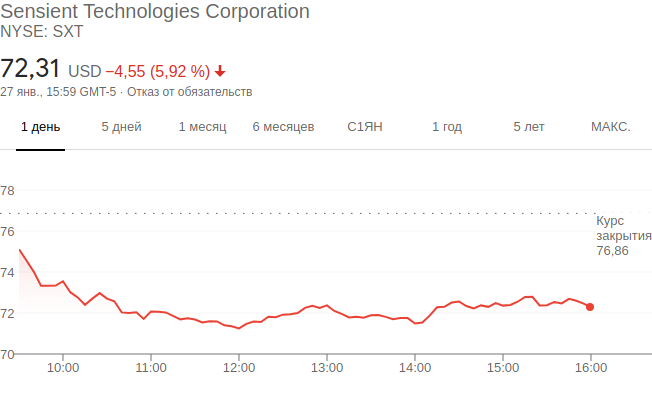 Sensient Technologies Corporation
NYSE: SXT
72,31 USD −4,55 (5,92 %)
27 янв., 15:59 GMT-5 · Отказ от обязательств
1 день 5 дней 1 месяц 6 месяцев С1ЯН 1 год 5 лет МАКС.
78
Курс
закрытия
76,86
76
74
72
70
10:00 11:00 12:00 13:00 14:00 15:00 16:00